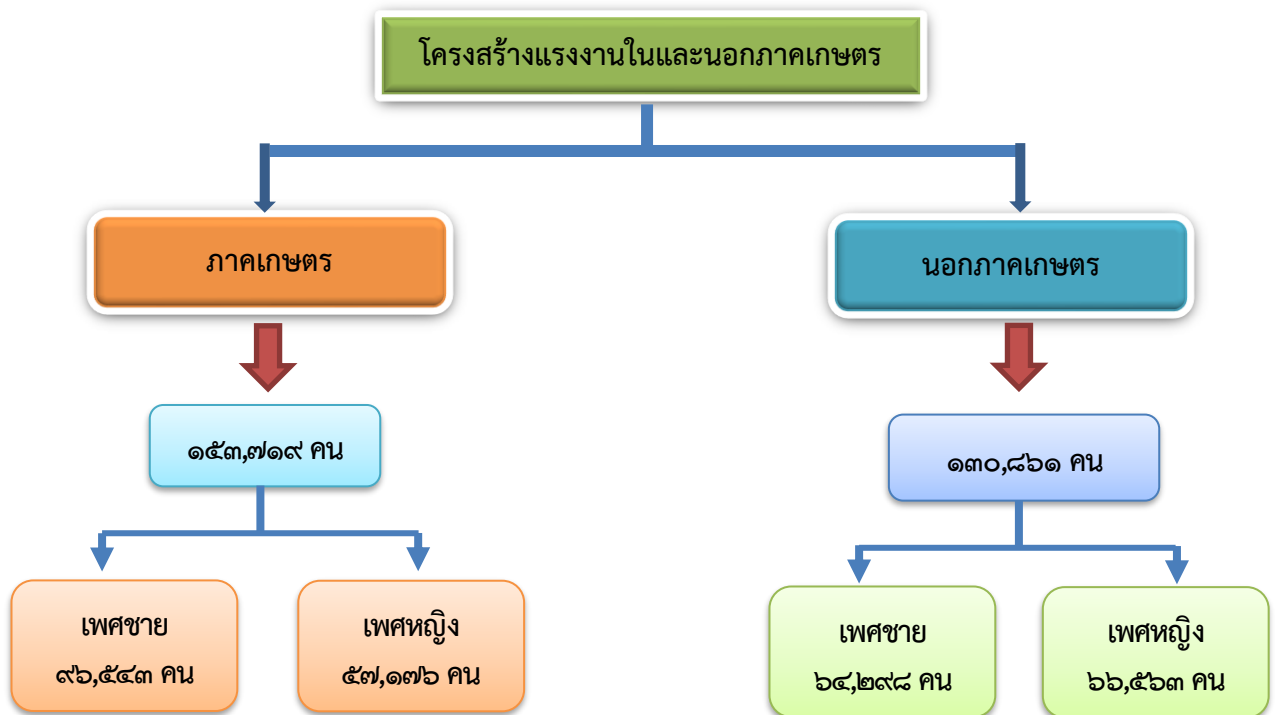 โครงสร้างแรงงานในและนอกภาคเกษตร
ภาคเกษตร
นอกภาคเกษตร
๑๕๓,๗๑๙ คน
๑๓๐,๘๖๑ คน
เพศชาย
๙๖,๕๔๓ คน
เพศหญิง
๕๗,๑๗๖ คน
เพศชาย
๖๔,๒๙๘ คน
เพศหญิง
๖๖,๕๖๓ คน